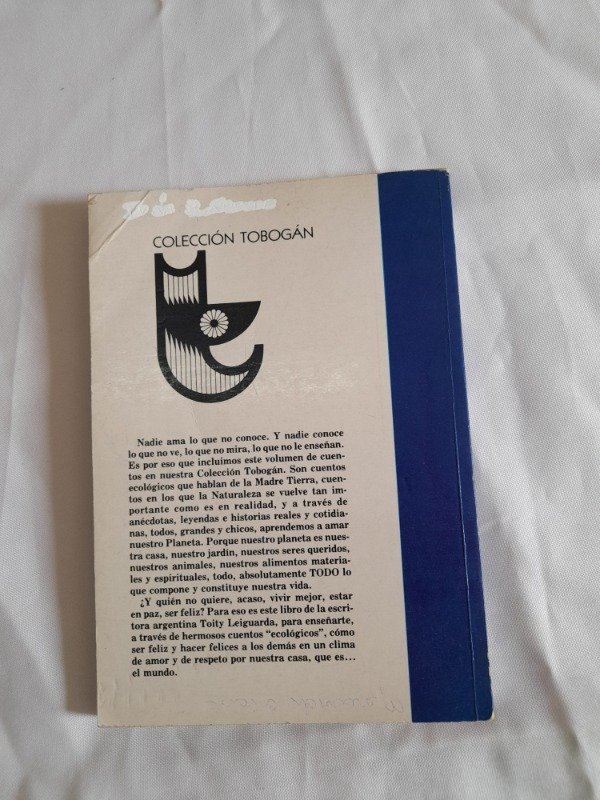 COLECCIÓN TOBOGÁN
Nadie ama lo que no conoce. Y nadie conoce
lo que no ve, lo que no mira, lo que no le enseñan.
Es por eso que incluimos este volumen de cuen-
tos en nuestra Colección Tobogán. Son cuentos
ecológicos que hablan de la Madre Tierra, cuen-
tos en los que la Naturaleza se vuelve tan im-
portante como es en realidad, y a través de
anécdotas, leyendas e historias reales y cotidia-
nas, todos, grandes y chicos, aprendemos a amar
nuestro Planeta. Porque nuestro planeta es nues-
tra casa, nuestro jardín, nuestros seres queridos,
nuestros animales, nuestros alimentos materia-
les y espirituales, todo, absolutamente TODO lo
que compone y constituye nuestra vida.
¿Y quién no quiere, acaso, vivir mejor, estar
en paz, ser feliz? Para eso es este libro de la escri-
tora argentina Toity Leiguarda, para enseñarte,
a través de hermosos cuentos “ecológicos”, cómo
ser feliz y hacer felices a los demás en un clima
de amor y de respeto por nuestra casa, que es...
el mundo.